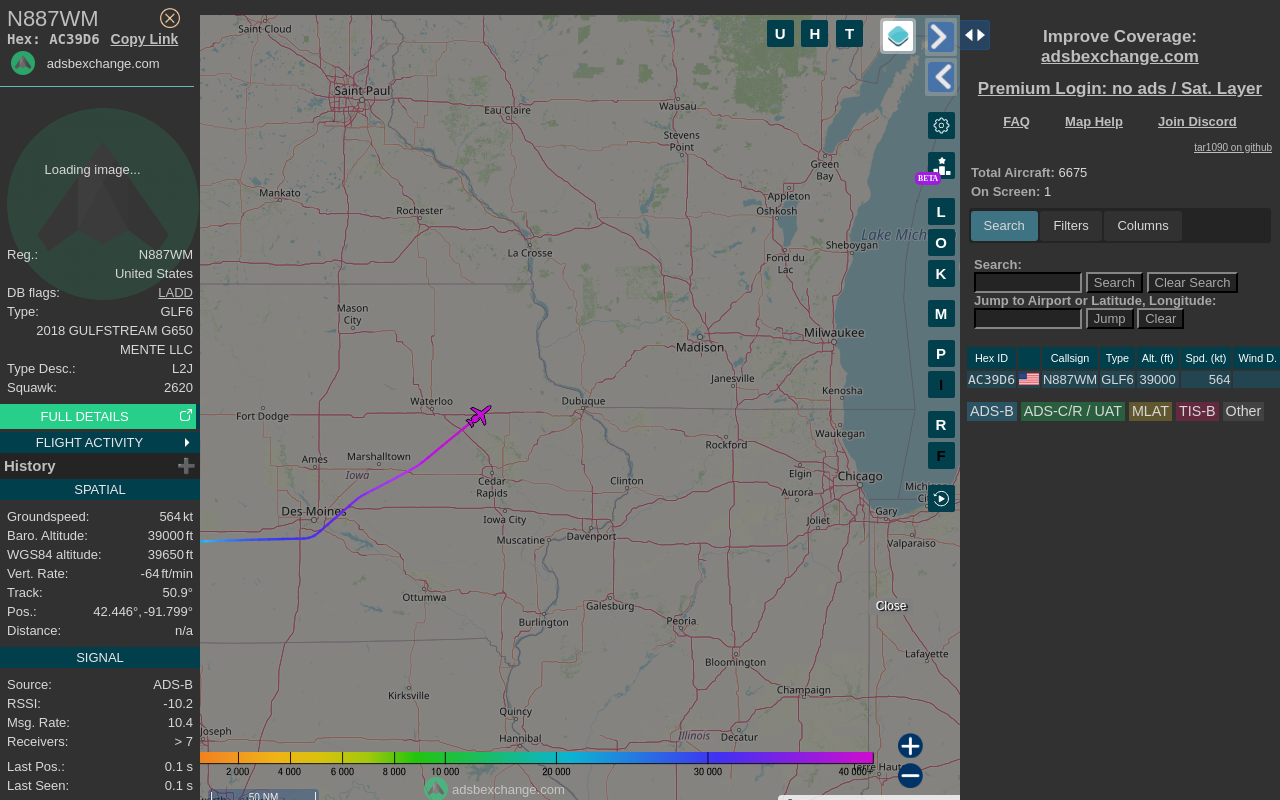 N887WM
Hex: AC39D6 Copy Link
adsbexchange.com
Loading image...
Reg.: N887WM
United States
DB flags: LADD
Type: GLF6
2018 GULFSTREAM G650
MENTE LLC
Type Desc.: L2J
Squawk: 2620
FULL DETAILS
FLIGHT ACTIVITY
History
SPATIAL
Groundspeed: 564 kt
Baro. Altitude: 39000 ft
WGS84 altitude: 39650 ft
Vert. Rate: -64 ft/min
Track: 50.9°
Pos.: 42.446°, -91.799°
Distance: n/a
SIGNAL
Source: ADS-B
RSSI: -10.2
Msg. Rate: 10.4
Receivers: > 7
Last Pos.: 0.1 s
Last Seen: 0.1 s
Saint Cloud
Saint Paul
Eau Claire
Wausau
Stevens
Point
Green
Bay
Mankato
Rochester
Appleton
Oshkosh
La Crosse
Sheboygan
Lake Mich
Fond du
Lac
Mason
City
Milwaukee
Madison
Janesville
Kenosha
Fort Dodge
Waterloo
Dubuque
Waukegan
Rockford
Ames
Marshalltown
Iowa
Cedar
Rapids
Clinton
Elgin
Chicago
Aurora
Des Moines
Iowa City
Joliet
Gary
Muscatine
Davenport
Valparaiso
Ottumwa
Galesburg
Burlington
Peoria
Close
Bloomington
Lafayette
Kirksville
Champaign
Quincy
Joseph
Hannibal
Illinois
Decatur
Terre Haut
U H T
BETA
L
O
K
M
P
I
R
F
2 000 4 000 6 000 8 000 10 000 20 000 30 000 40 000+
adsbexchange.com
50 NM
Improve Coverage:
adsbexchange.com
Premium Login: no ads / Sat. Layer
FAQ Map Help Join Discord
tar1090 on github
Total Aircraft: 6675
On Screen: 1
Search Filters Columns
Search:
Search Clear Search
Jump to Airport or Latitude, Longitude:
Jump Clear
Hex ID Callsign Type Alt. (ft) Spd. (kt) Wind D.
AC39D6 N887WM GLF6 39000 564
ADS-B ADS-C/R / UAT MLAT TIS-B Other